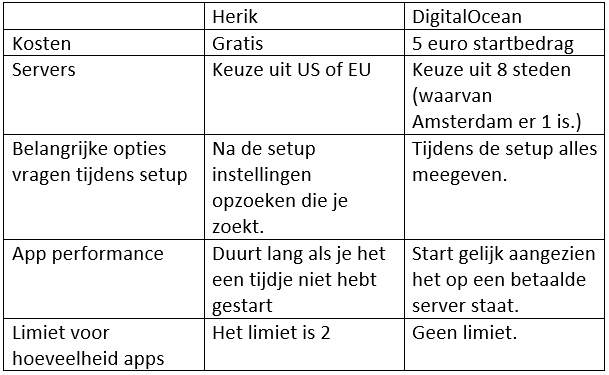 Herik DigitalOcean
Kosten Gratis 5 euro startbedrag
Servers Keuze uit US of EU Keuze uit 8 steden
(waarvan
Amsterdam er 1 is.)
Belangrijke opties Na de setup Tijdens de setup alles
vragen tijdens setup instellingen meegeven.
opzoeken die je
zoekt.
App performance Duurt lang als je het Start gelijk aangezien
een tijdje niet hebt het op een betaalde
gestart server staat.
Limiet voor Het limiet is 2 Geen limiet.
hoeveelheid apps